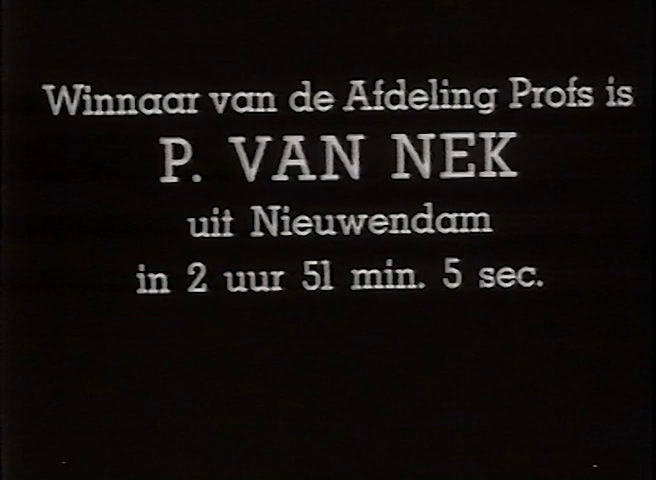 Winnaar van de Afdeling Profs is
P. VAN NEK
uit Nieuwendam
in 2 uur 51 min. 5 sec.